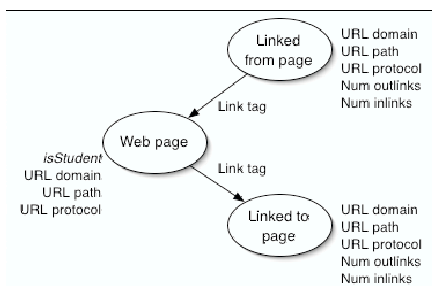 Linked
from page
URL domain
URL path
URL protocol
Num outlinks
Num inlinks
Link tag
Web page
isStudent
URL domain
URL path
URL protocol
Link tag
Linked to
page
URL domain
URL path
URL protocol
Num outlinks
Num inlinks